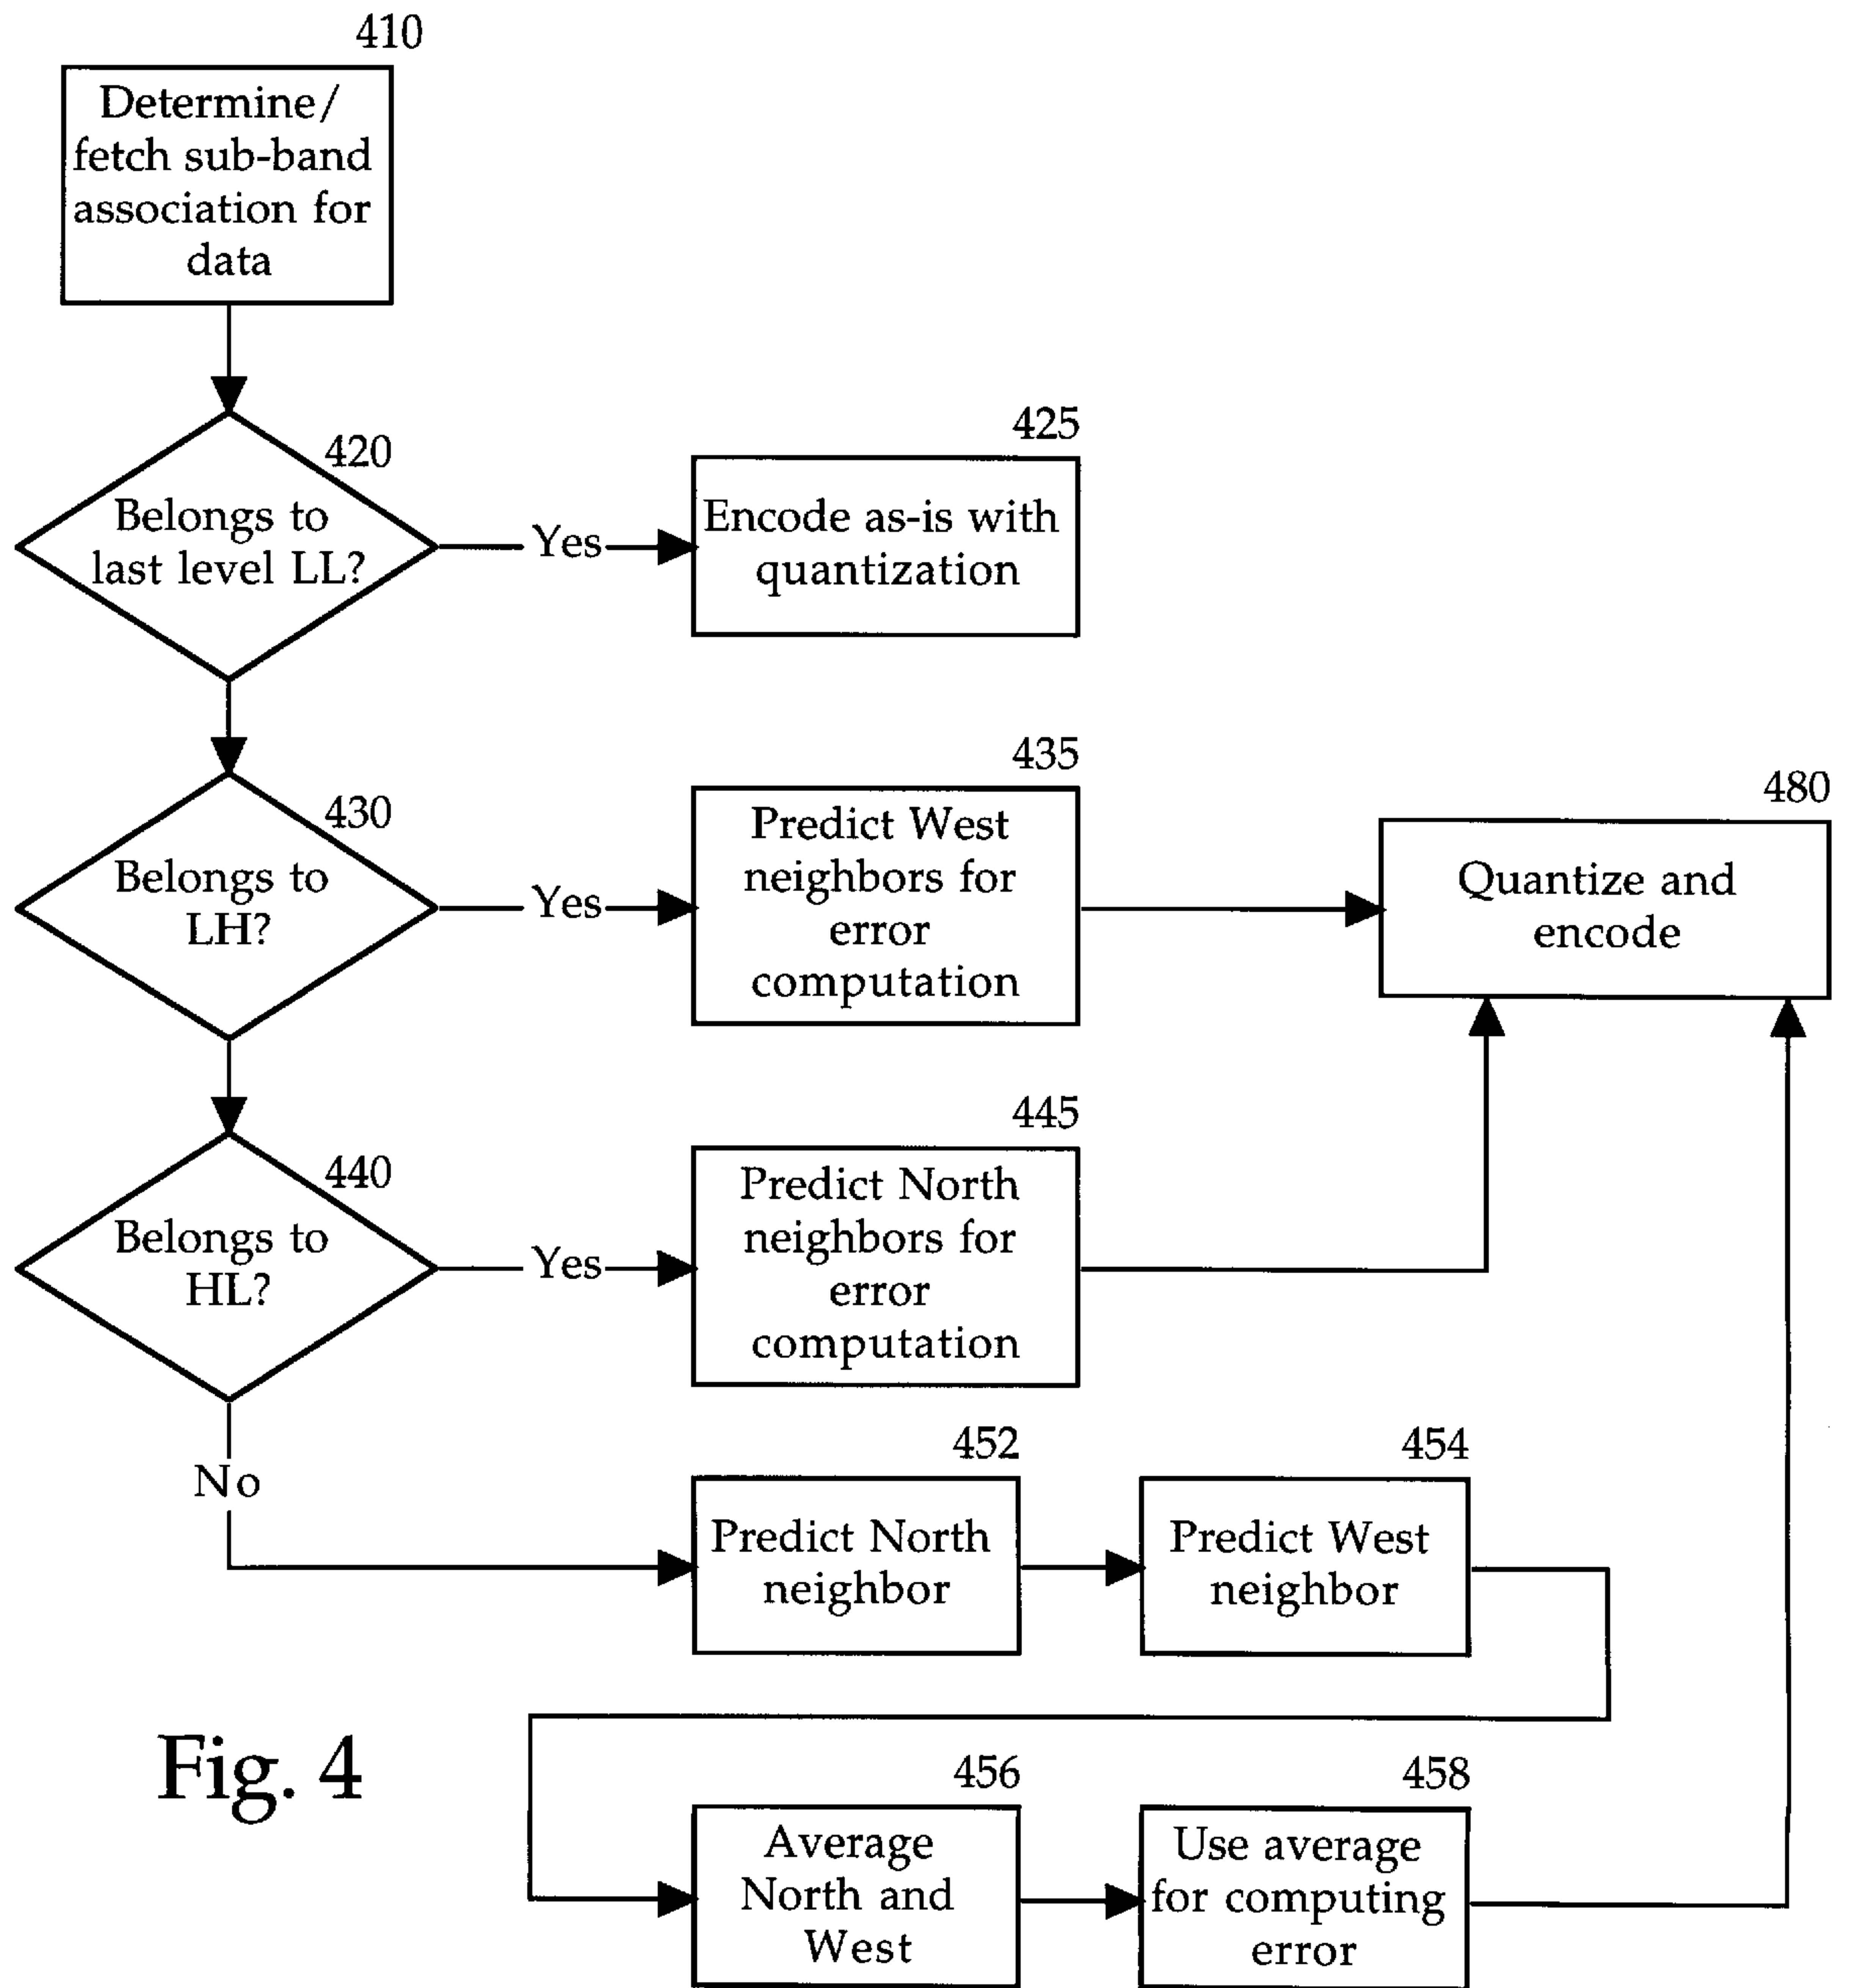 410
Determine/
fetch sub-band
association for
data
420
Belongs to
last level LL?
Yes
425
Encode as-is with
quantization
430
Belongs to
LH?
Yes
435
Predict West
neighbors for
error
computation
480
Quantize and
encode
440
Belongs to
HL?
Yes
445
Predict North
neighbors for
error
computation
No
452
Predict North
neighbor
454
Predict West
neighbor
456
Average
North and
West
458
Use average
for computing
error
Fig. 4